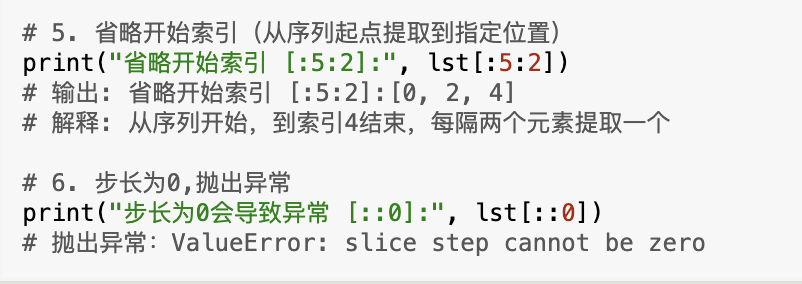 # 5. 省略开始索引（从序列起点提取到指定位置）
print("省略开始索引 [:5:2]:", lst[:5:2])
# 输出: 省略开始索引 [:5:2]:[0, 2, 4]
# 解释: 从序列开始，到索引4结束，每隔两个元素提取一个
# 6. 步长为0,抛出异常
print("步长为0会导致异常 [::0]:", lst[::0])
# 抛出异常：ValueError: slice step cannot be zero